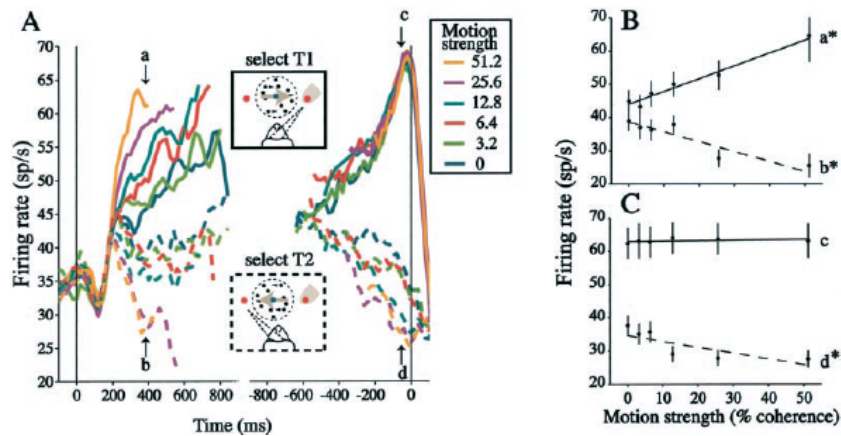 A
Firing rate (sp/s)
70
65
60
55
50
45
40
35
30
25
20
a
b
select T1
select T2
c
d
Motion
strength
51.2
25.6
12.8
6.4
3.2
0
0 200 400 600 800
-800 -600 -400 -200 0
Time (ms)
B
Firing rate (sp/s)
70
60
50
40
30
20
a*
b*
C
70
60
50
40
30
20
c
d*
0 10 20 30 40 50
Motion strength (% coherence)